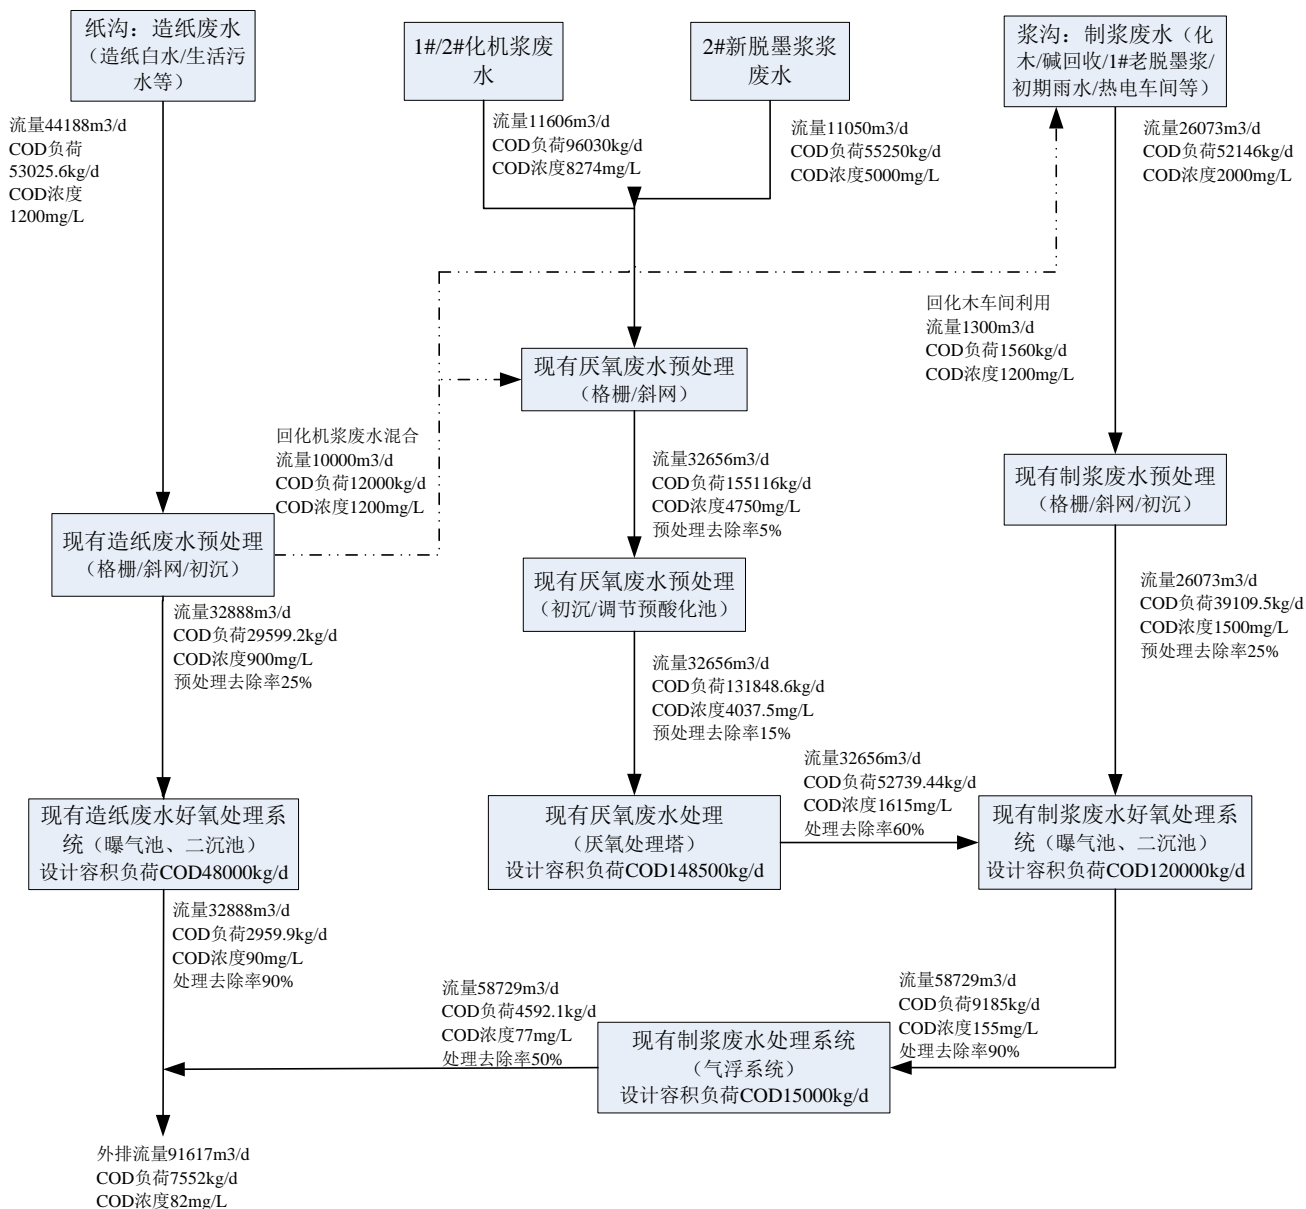 纸沟：造纸废水
（造纸白水/生活污
水等）
1#/2#化机浆废
水
2#新脱墨浆浆
废水
浆沟：制浆废水（化
木/碱回收/1#老脱墨浆/
初期雨水/热电车间等）
流量44188m3/d
COD负荷
53025.6kg/d
COD浓度
1200mg/L
流量11606m3/d
COD负荷96030kg/d
COD浓度8274mg/L
流量11050m3/d
COD负荷55250kg/d
COD浓度5000mg/L
流量26073m3/d
COD负荷52146kg/d
COD浓度2000mg/L
回化木车间利用
流量1300m3/d
COD负荷1560kg/d
COD浓度1200mg/L
现有厌氧废水预处理
（格栅/斜网）
回化机浆废水混合
流量10000m3/d
COD负荷12000kg/d
COD浓度1200mg/L
流量32656m3/d
COD负荷155116kg/d
COD浓度4750mg/L
预处理去除率5%
现有制浆废水预处理
（格栅/斜网/初沉）
现有造纸废水预处理
（格栅/斜网/初沉）
现有厌氧废水预处理
（初沉/调节预酸化池）
流量26073m3/d
COD负荷39109.5kg/d
COD浓度1500mg/L
预处理去除率25%
流量32888m3/d
COD负荷29599.2kg/d
COD浓度900mg/L
预处理去除率25%
流量32656m3/d
COD负荷131848.6kg/d
COD浓度4037.5mg/L
预处理去除率15%
流量32656m3/d
COD负荷52739.44kg/d
COD浓度1615mg/L
处理去除率60%
现有造纸废水好氧处理系
统（曝气池、二沉池）
设计容积负荷COD48000kg/d
现有厌氧废水处理
（厌氧处理塔）
设计容积负荷COD148500kg/d
现有制浆废水好氧处理系
统（曝气池、二沉池）
设计容积负荷COD120000kg/d
流量32888m3/d
COD负荷2959.9kg/d
COD浓度90mg/L
处理去除率90%
流量58729m3/d
COD负荷4592.1kg/d
COD浓度77mg/L
处理去除率50%
流量58729m3/d
COD负荷9185kg/d
COD浓度155mg/L
处理去除率90%
现有制浆废水处理系统
（气浮系统）
设计容积负荷COD15000kg/d
外排流量91617m3/d
COD负荷7552kg/d
COD浓度82mg/L